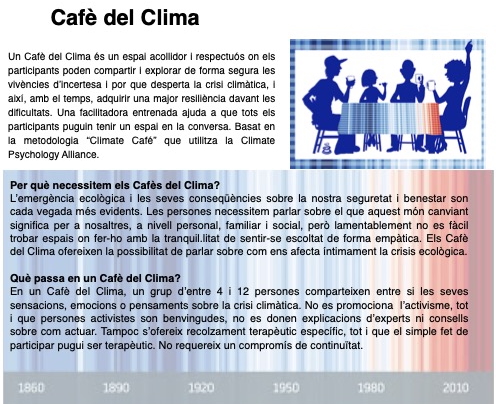 Cafè del Clima
Un Cafè del Clima és un espai acollidor i respectuós on els
participants poden compartir i explorar de forma segura les
vivències d'incertesa i por que desperta la crisi climàtica, i
així, amb el temps, adquirir una major resiliència davant les
dificultats. Una facilitadora entrenada ajuda a que tots els
participants puguin tenir un espai en la conversa. Basat en
la metodologia “Climate Café” que utilitza la Climate
Psychology Alliance.
Per què necessitem els Cafès del Clima?
L'emergència ecològica i les seves conseqüències sobre la nostra seguretat i benestar son
cada vegada més evidents. Les persones necessitem parlar sobre el que aquest món canviant
significa per a nosaltres, a nivell personal, familiar i social, però lamentablement no es fàcil
trobar espais on fer-ho amb la tranquil.litat de sentir-se escoltat de forma empàtica. Els Cafè
del Clima ofereixen la possibilitat de parlar sobre com ens afecta íntimament la crisis ecològica.
Què passa en un Cafè del Clima?
En un Cafè del Clima, un grup d'entre 4 i 12 persones comparteixen entre si les seves
sensacions, emocions o pensaments sobre la crisi climàtica. No es promociona l'activisme, tot
i que persones activistes son benvingudes, no es donen explicacions d'experts ni consells
sobre com actuar. Tampoc s'ofereix recolzament terapèutic específic, tot i que el simple fet de
participar pugui ser terapèutic. No requereix un compromís de continuïtat.
1860 1890 1920 1950 1980 2010